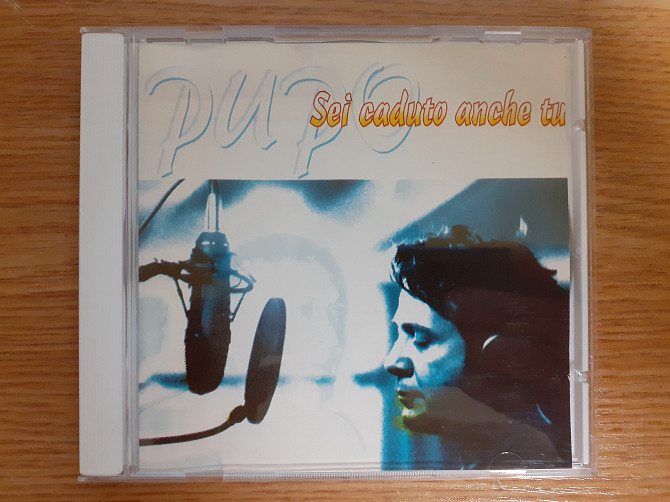 PUPO
Sei caduto anche tu